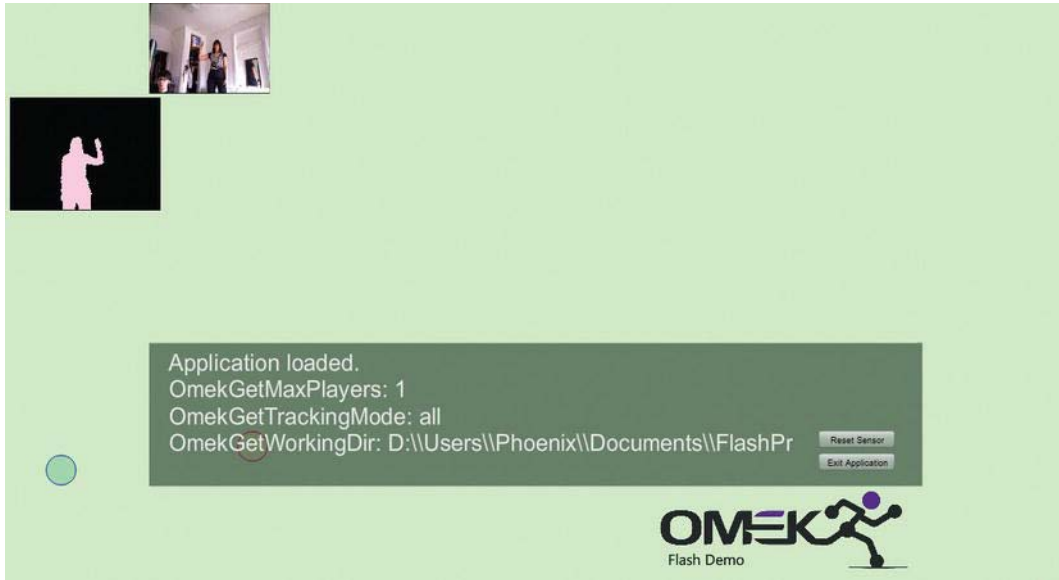 Application loaded.
OmekGetMaxPlayers: 1
OmekGetTrackingMode: all
OmekGetWorkingDir: D:\\Users\\Phoenix\\Documents\\FlashPr
Reset Sensor
Exit Application
OMEK
Flash Demo